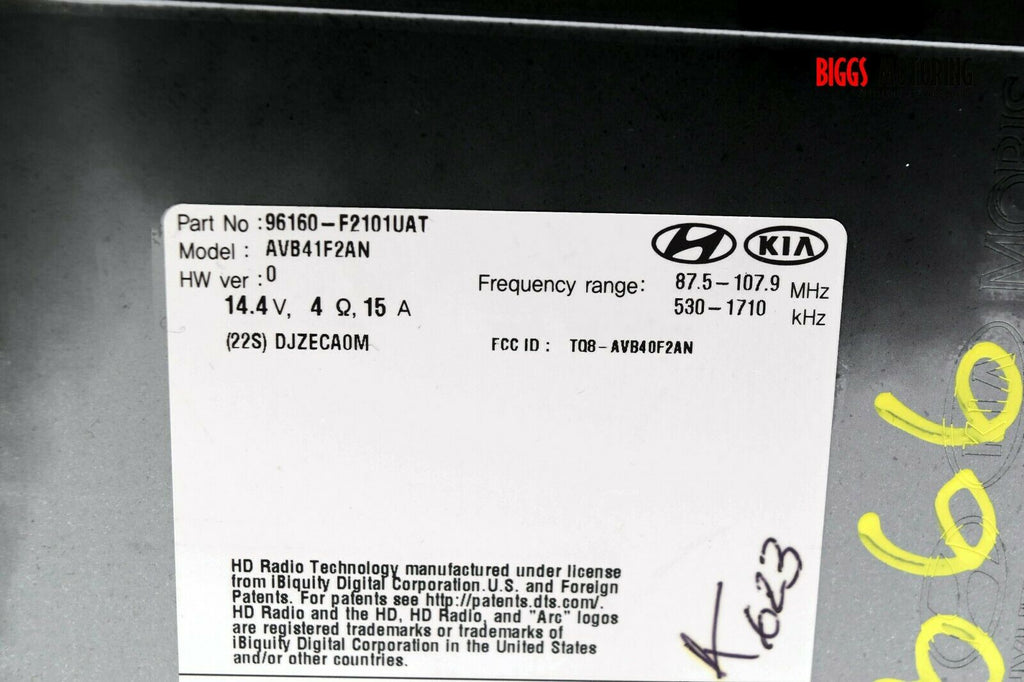 BIGGS MOTORING
Part No : 96160-F2101UAT
Model : AVB41F2AN
HW ver : 0
14.4 V, 4 Ω, 15 A
(22S) DJZECA0M
KIA
Frequency range: 87.5-107.9 MHz
530-1710 kHz
FCC ID : TQ8-AVB40F2AN
HD Radio Technology manufactured under license
from iBiquity Digital Corporation.U.S. and Foreign
Patents. For patents see http://patents.dts.com/.
HD Radio and the HD, HD Radio, and "Arc" logos
are registered trademarks or trademarks of
iBiquity Digital Corporation in the United States
and/or other countries.
K623